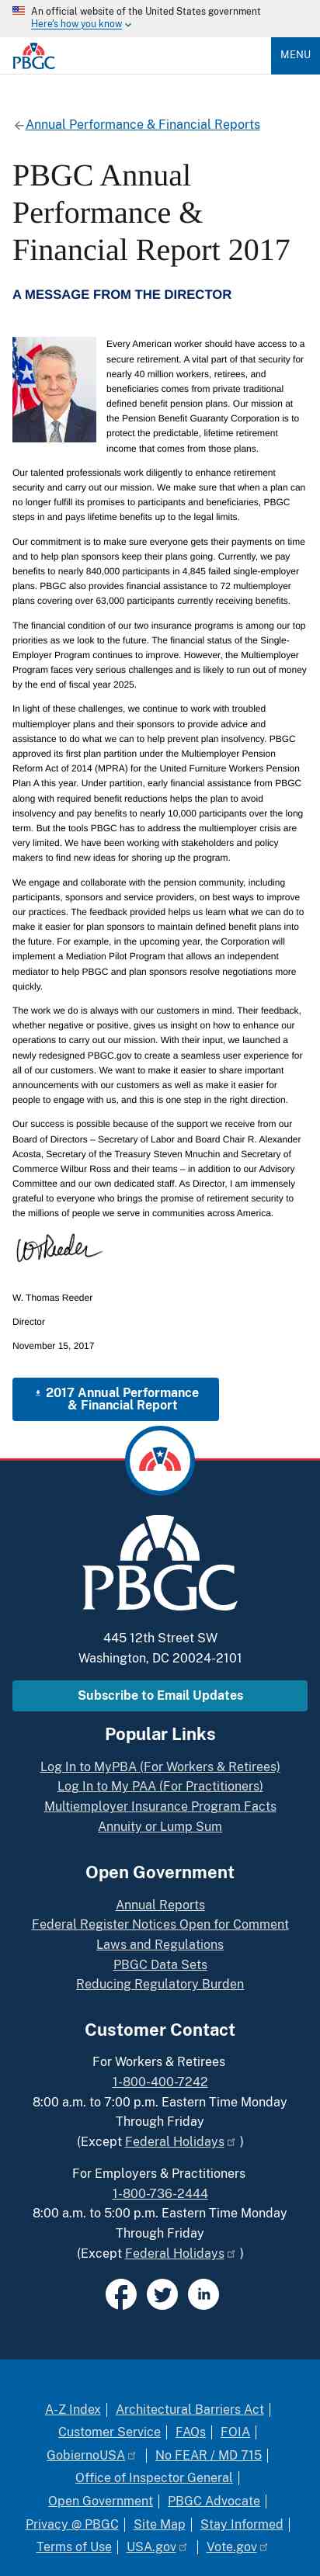 An official website of the United States government
Here's how you know
PBGC
MENU
Annual Performance & Financial Reports
PBGC Annual
Performance &
Financial Report 2017
A MESSAGE FROM THE DIRECTOR
Every American worker should have access to a
secure retirement. A vital part of that security for
nearly 40 million workers, retirees, and
beneficiaries comes from private traditional
defined benefit pension plans. Our mission at
the Pension Benefit Guaranty Corporation is to
protect the predictable, lifetime retirement
income that comes from those plans.
Our talented professionals work diligently to enhance retirement
security and carry out our mission. We make sure that when a plan can
no longer fulfill its promises to participants and beneficiaries, PBGC
steps in and pays lifetime benefits up to the legal limits.
Our commitment is to make sure everyone gets their payments on time
and to help plan sponsors keep their plans going. Currently, we pay
benefits to nearly 840,000 participants in 4,845 failed single-employer
plans. PBGC also provides financial assistance to 72 multiemployer
plans covering over 63,000 participants currently receiving benefits.
The financial condition of our two insurance programs is among our top
priorities as we look to the future. The financial status of the Single-
Employer Program continues to improve. However, the Multiemployer
Program faces very serious challenges and is likely to run out of money
by the end of fiscal year 2025.
In light of these challenges, we continue to work with troubled
multiemployer plans and their sponsors to provide advice and
assistance to do what we can to help prevent plan insolvency. PBGC
approved its first plan partition under the Multiemployer Pension
Reform Act of 2014 (MPRA) for the United Furniture Workers Pension
Plan A this year. Under partition, early financial assistance from PBGC
along with required benefit reductions helps the plan to avoid
insolvency and pay benefits to nearly 10,000 participants over the long
term. But the tools PBGC has to address the multiemployer crisis are
very limited. We have been working with stakeholders and policy
makers to find new ideas for shoring up the program.
We engage and collaborate with the pension community, including
participants, sponsors and service providers, on best ways to improve
our practices. The feedback provided helps us learn what we can do to
make it easier for plan sponsors to maintain defined benefit plans into
the future. For example, in the upcoming year, the Corporation will
implement a Mediation Pilot Program that allows an independent
mediator to help PBGC and plan sponsors resolve negotiations more
quickly.
The work we do is always with our customers in mind. Their feedback,
whether negative or positive, gives us insight on how to enhance our
operations to carry out our mission. With their input, we launched a
newly redesigned PBGC.gov to create a seamless user experience for
all of our customers. We want to make it easier to share important
announcements with our customers as well as make it easier for
people to engage with us, and this is one step in the right direction.
Our success is possible because of the support we receive from our
Board of Directors – Secretary of Labor and Board Chair R. Alexander
Acosta, Secretary of the Treasury Steven Mnuchin and Secretary of
Commerce Wilbur Ross and their teams – in addition to our Advisory
Committee and our own dedicated staff. As Director, I am immensely
grateful to everyone who brings the promise of retirement security to
the millions of people we serve in communities across America.
WTReeder
W. Thomas Reeder
Director
November 15, 2017
2017 Annual Performance
& Financial Report
PBGC
445 12th Street SW
Washington, DC 20024-2101
Subscribe to Email Updates
Popular Links
Log In to MyPBA (For Workers & Retirees)
Log In to My PAA (For Practitioners)
Multiemployer Insurance Program Facts
Annuity or Lump Sum
Open Government
Annual Reports
Federal Register Notices Open for Comment
Laws and Regulations
PBGC Data Sets
Reducing Regulatory Burden
Customer Contact
For Workers & Retirees
1-800-400-7242
8:00 a.m. to 7:00 p.m. Eastern Time Monday
Through Friday
(Except Federal Holidays )
For Employers & Practitioners
1-800-736-2444
8:00 a.m. to 5:00 p.m. Eastern Time Monday
Through Friday
(Except Federal Holidays )
A-Z Index | Architectural Barriers Act |
Customer Service | FAQs | FOIA |
GobiernoUSA | No FEAR / MD 715 |
Office of Inspector General |
Open Government | PBGC Advocate |
Privacy @ PBGC | Site Map | Stay Informed |
Terms of Use | USA.gov | Vote.gov